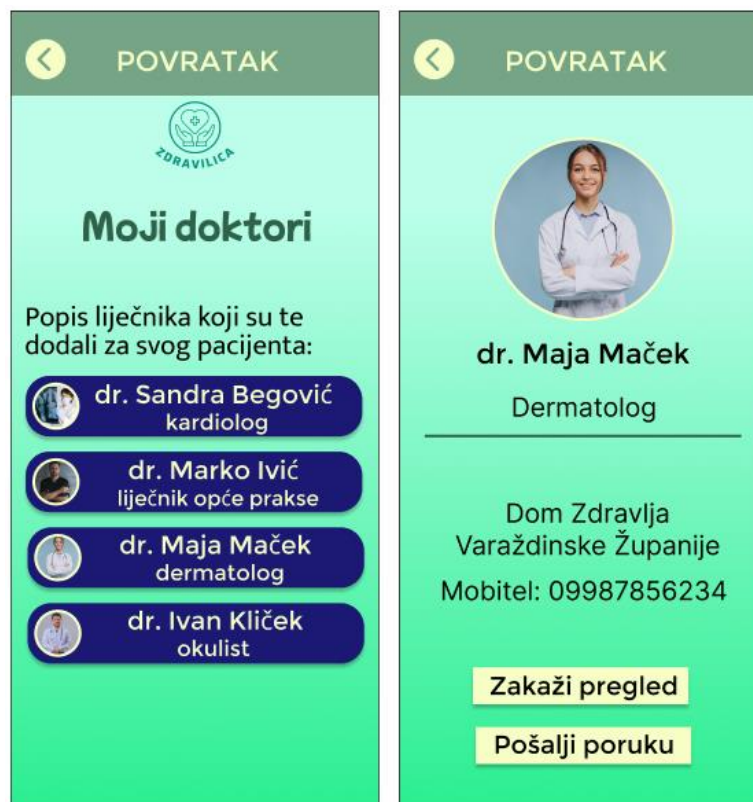 POVRATAK
ZDRAVILICA
Moji doktori
Popis liječnika koji su te
dodali za svog pacijenta:
dr. Sandra Begović
kardiolog
dr. Marko Ivić
liječnik opće prakse
dr. Maja Maček
dermatolog
dr. Ivan Kliček
okulist
POVRATAK
dr. Maja Maček
Dermatolog
Dom Zdravlja
Varaždinske Županije
Mobitel: 09987856234
Zakaži pregled
Pošalji poruku